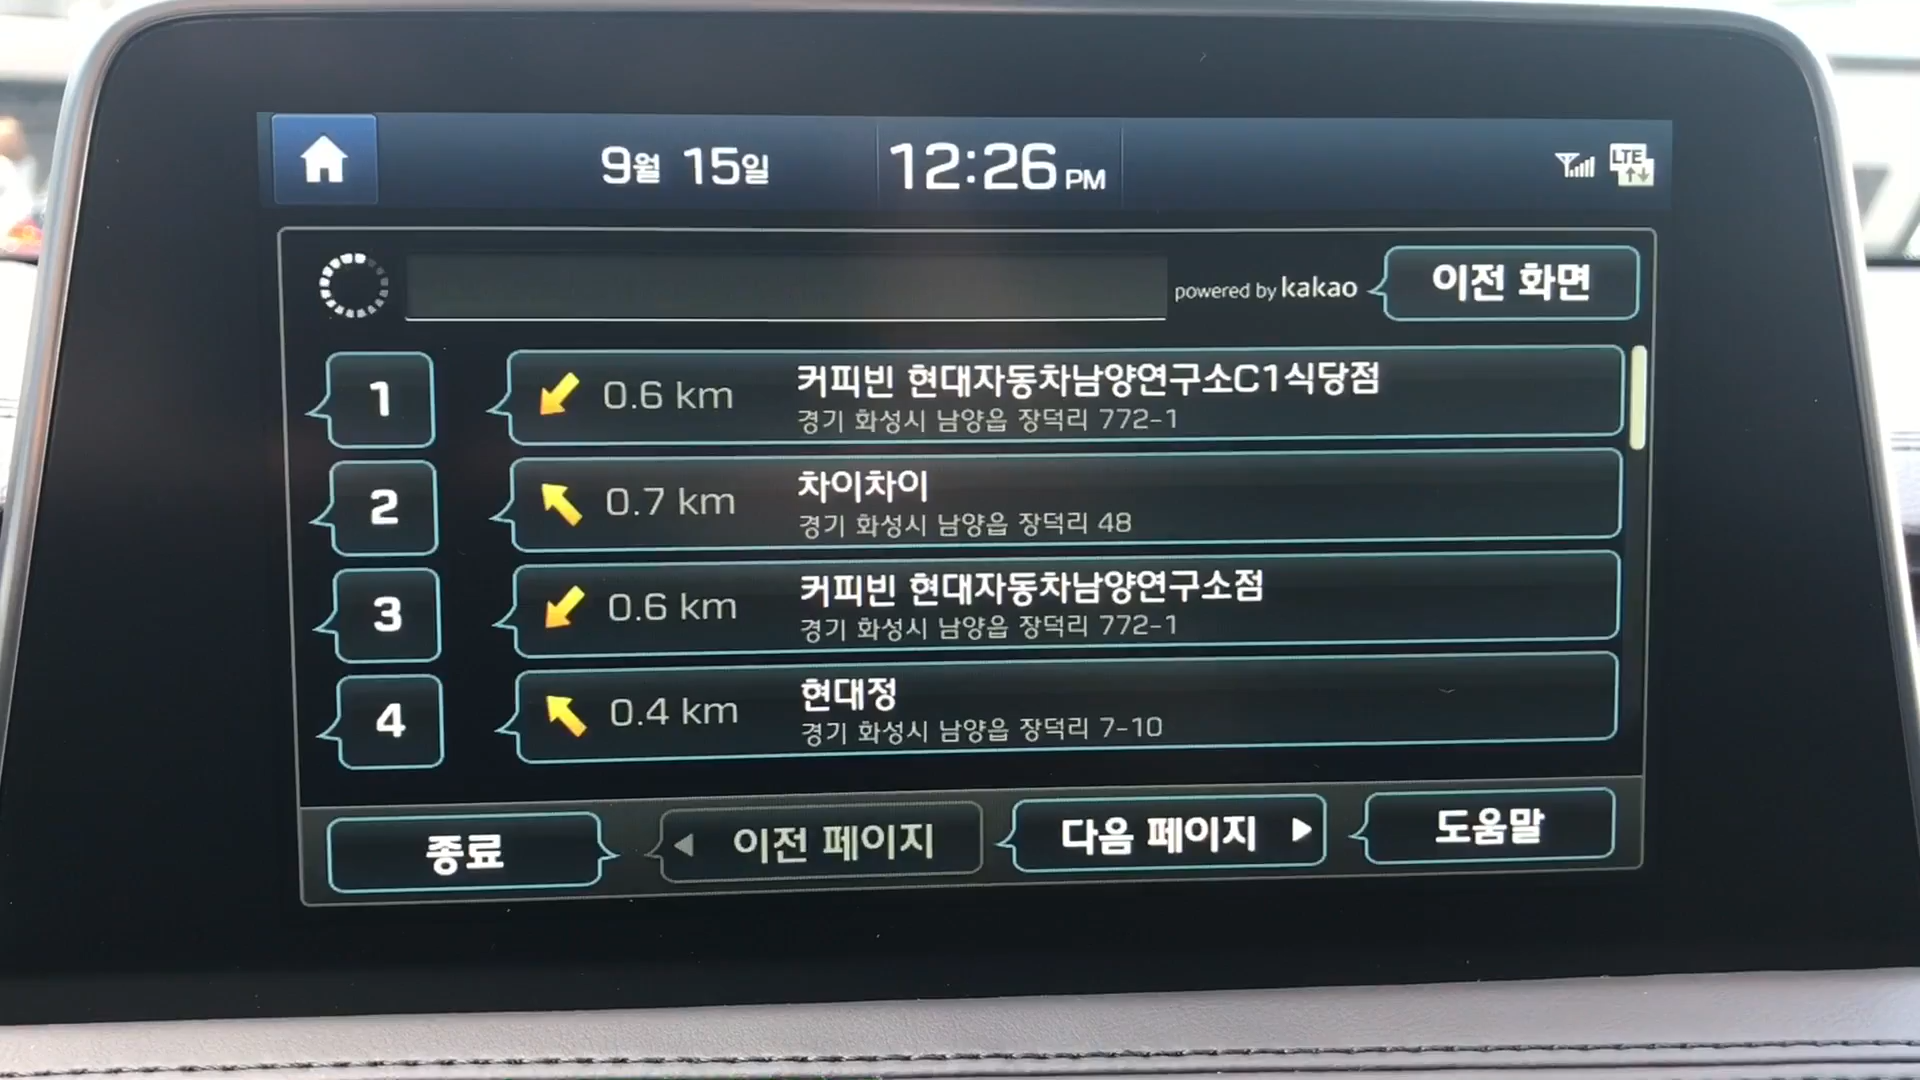 9월 15일 12:26 PM LTE
powered by kakao 이전 화면
1 0.6 km 커피빈 현대자동차남양연구소C1식당점
경기 화성시 남양읍 장덕리 772-1
2 0.7 km 차이차이
경기 화성시 남양읍 장덕리 48
3 0.6 km 커피빈 현대자동차남양연구소점
경기 화성시 남양읍 장덕리 772-1
4 0.4 km 현대정
경기 화성시 남양읍 장덕리 7-10
종료 이전 페이지 다음 페이지 도움말